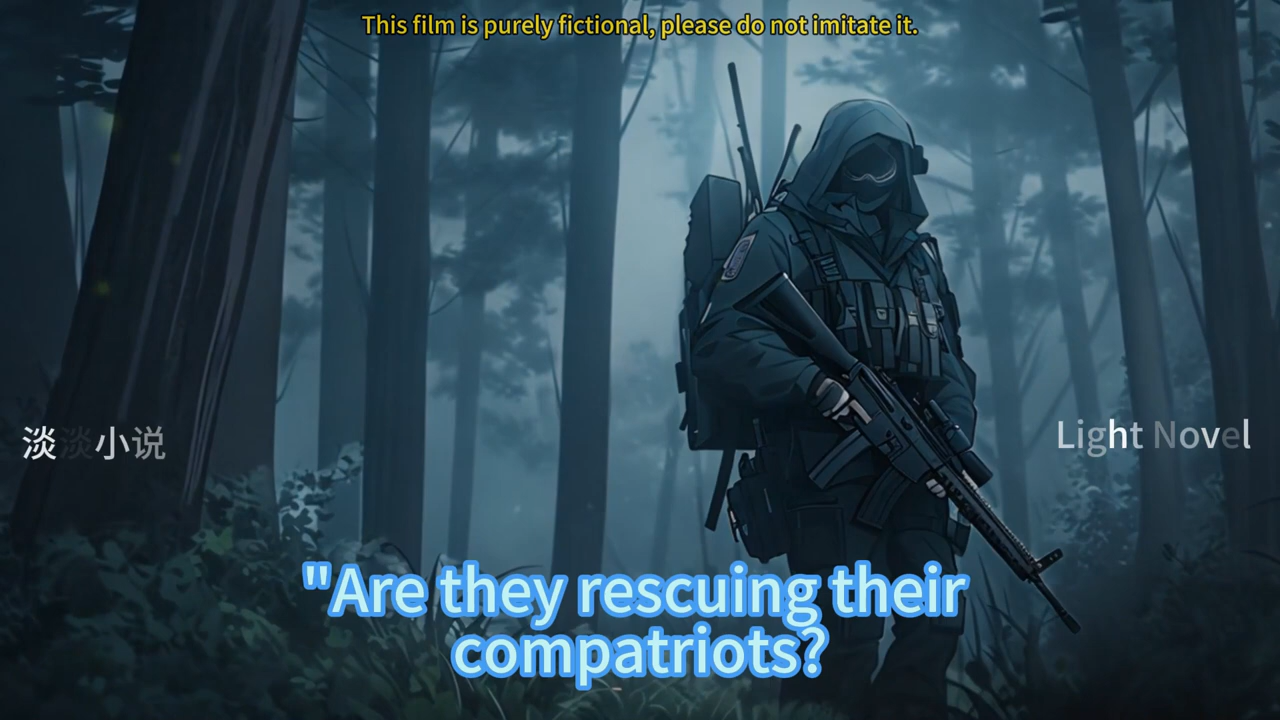 This film is purely fictional, please do not imitate it.
淡淡小说
Light Novel
"Are they rescuing their
compatriots?